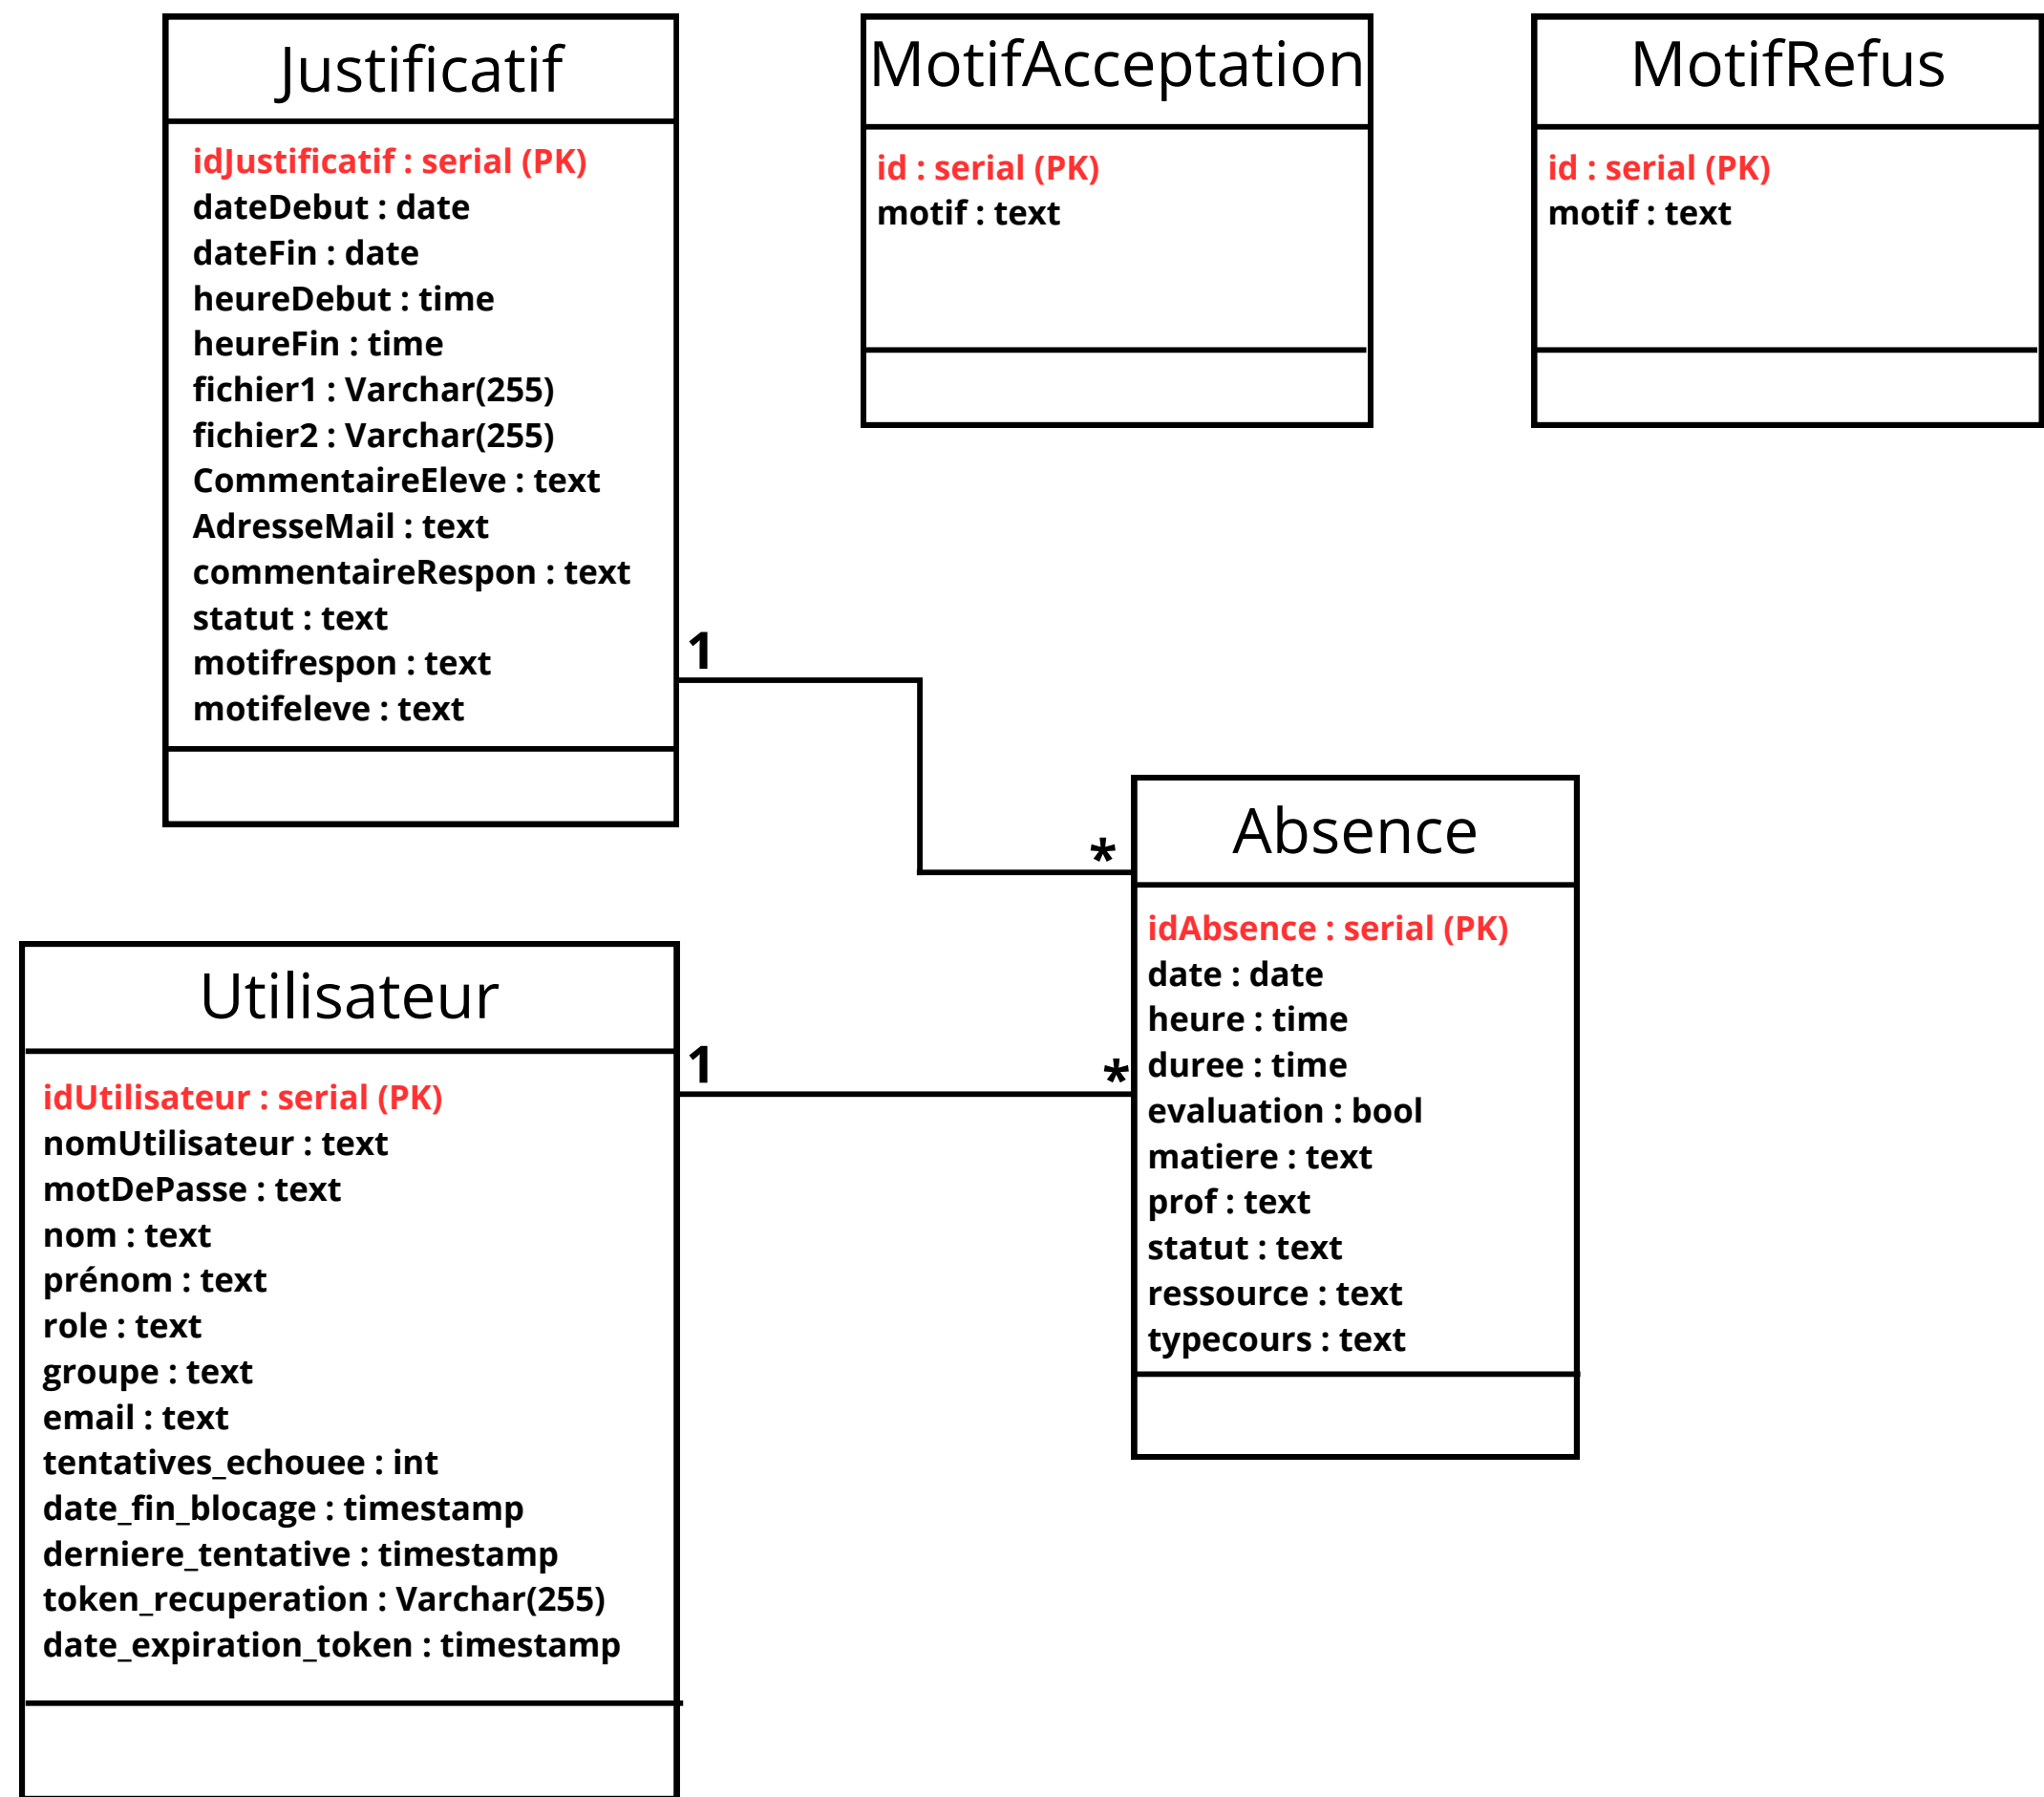 Justificatif
idJustificatif : serial (PK)
dateDebut : date
dateFin : date
heureDebut : time
heureFin : time
fichier1 : Varchar(255)
fichier2 : Varchar(255)
CommentaireEleve : text
AdresseMail : text
commentaireRespon : text
statut : text
motifrespon : text
motifeleve : text
MotifAcceptation
id : serial (PK)
motif : text
MotifRefus
id : serial (PK)
motif : text
1
*
Absence
idAbsence : serial (PK)
date : date
heure : time
duree : time
evaluation : bool
matiere : text
prof : text
statut : text
ressource : text
typecours : text
Utilisateur
idUtilisateur : serial (PK)
nomUtilisateur : text
motDePasse : text
nom : text
prénom : text
role : text
groupe : text
email : text
tentatives_echouee : int
date_fin_blocage : timestamp
derniere_tentative : timestamp
token_recuperation : Varchar(255)
date_expiration_token : timestamp
1
*